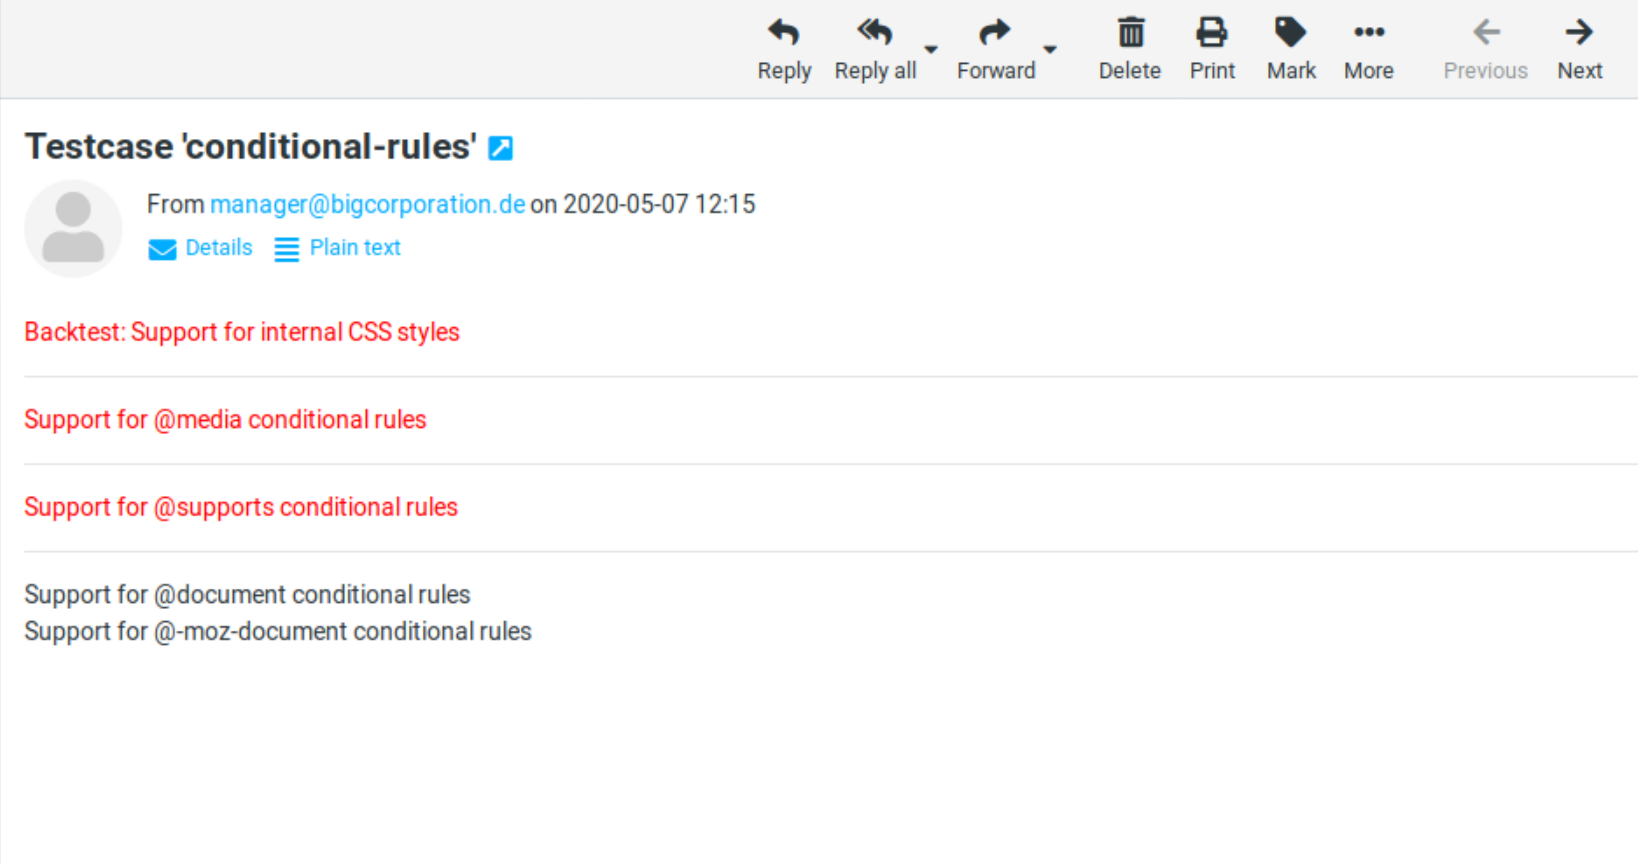 Reply Reply all Forward Delete Print Mark More Previous Next
Testcase 'conditional-rules'
From manager@bigcorporation.de on 2020-05-07 12:15
Details Plain text
Backtest: Support for internal CSS styles
Support for @media conditional rules
Support for @supports conditional rules
Support for @document conditional rules
Support for @-moz-document conditional rules